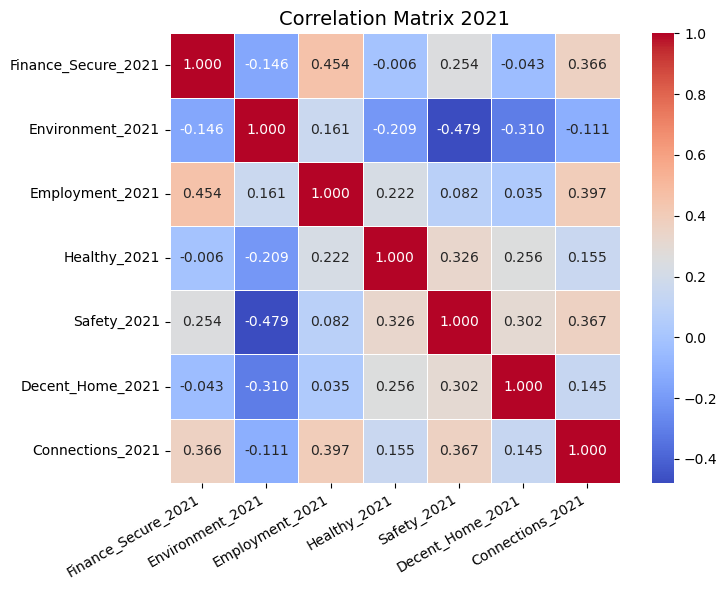 Correlation Matrix 2021
Finance_Secure_2021 1.000 -0.146 0.454 -0.006 0.254 -0.043 0.366
Environment_2021 -0.146 1.000 0.161 -0.209 -0.479 -0.310 -0.111
Employment_2021 0.454 0.161 1.000 0.222 0.082 0.035 0.397
Healthy_2021 -0.006 -0.209 0.222 1.000 0.326 0.256 0.155
Safety_2021 0.254 -0.479 0.082 0.326 1.000 0.302 0.367
Decent_Home_2021 -0.043 -0.310 0.035 0.256 0.302 1.000 0.145
Connections_2021 0.366 -0.111 0.397 0.155 0.367 0.145 1.000
Finance_Secure_2021
Environment_2021
Employment_2021
Healthy_2021
Safety_2021
Decent_Home_2021
Connections_2021
1.0
0.8
0.6
0.4
0.2
0.0
−0.2
−0.4